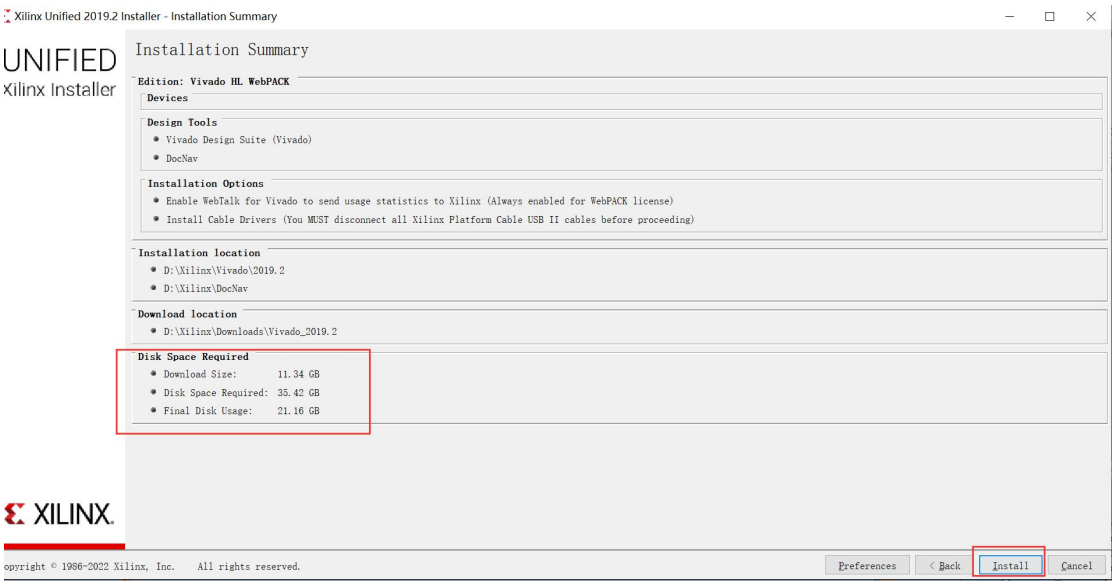 Xilinx Unified 2019.2 Installer - Installation Summary
UNIFIED
Xilinx Installer
Installation Summary
Edition: Vivado HL WebPACK
Devices
Design Tools
Vivado Design Suite (Vivado)
DocNav
Installation Options
Enable WebTalk for Vivado to send usage statistics to Xilinx (Always enabled for WebPACK license)
Install Cable Drivers (You MUST disconnect all Xilinx Platform Cable USB II cables before proceeding)
Installation location
D:\Xilinx\Vivado\2019.2
D:\Xilinx\DocNav
Download location
D:\Xilinx\Downloads\Vivado_2019.2
Disk Space Required
Download Size: 11.34 GB
Disk Space Required: 35.42 GB
Final Disk Usage: 21.16 GB
XILINX.
opyright © 1986-2022 Xilinx, Inc. All rights reserved.
Preferences < Back Install Cancel